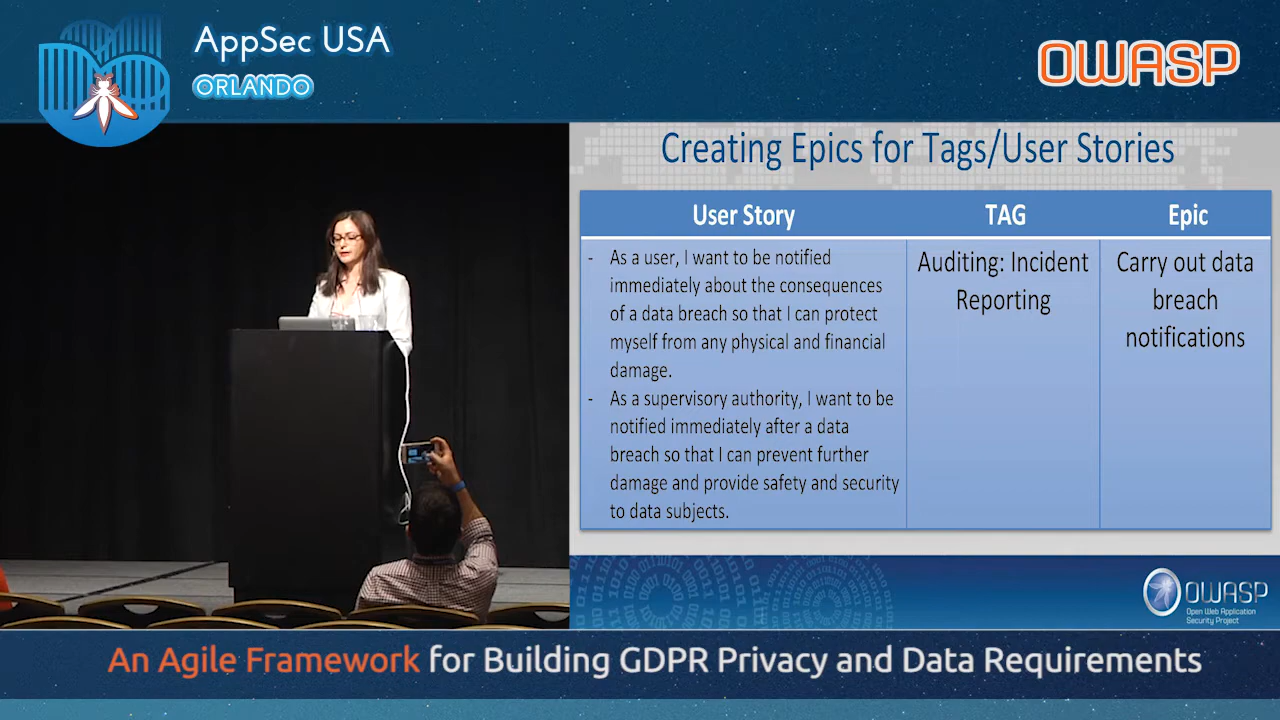 AppSec USA
ORLANDO
OWASP
Creating Epics for Tags/User Stories
User Story
TAG
Epic
- As a user, I want to be notified
immediately about the consequences
of a data breach so that I can protect
myself from any physical and financial
damage.
- As a supervisory authority, I want to be
notified immediately after a data
breach so that I can prevent further
damage and provide safety and security
to data subjects.
Auditing: Incident
Reporting
Carry out data
breach
notifications
OWASP
Open Web Application
Security Project
An Agile Framework for Building GDPR Privacy and Data Requirements